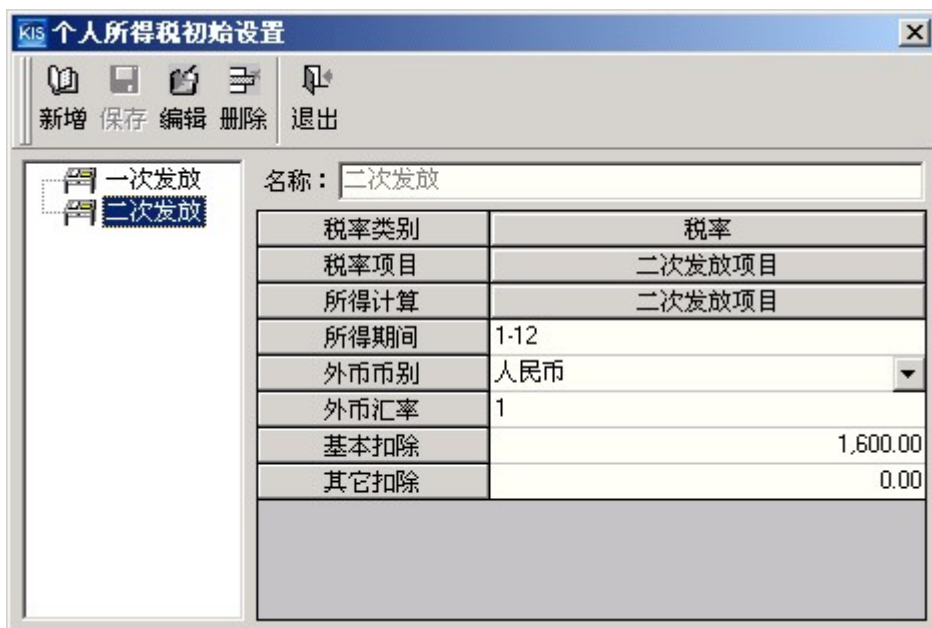 KIS 个人所得税初始设置
新增 保存 编辑 删除 退出
一次发放
二次发放
名称： 二次发放
税率类别 税率
税率项目 二次发放项目
所得计算 二次发放项目
所得期间 1-12
外币币别 人民币
外币汇率 1
基本扣除 1,600.00
其它扣除 0.00